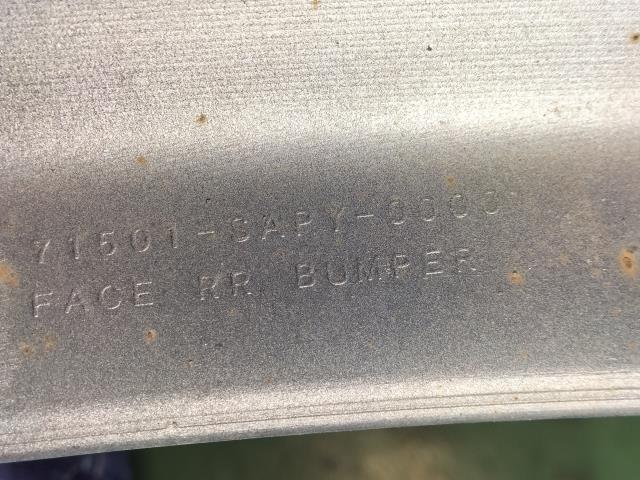 71501-SAPY-0000
FACE RR BUMPER